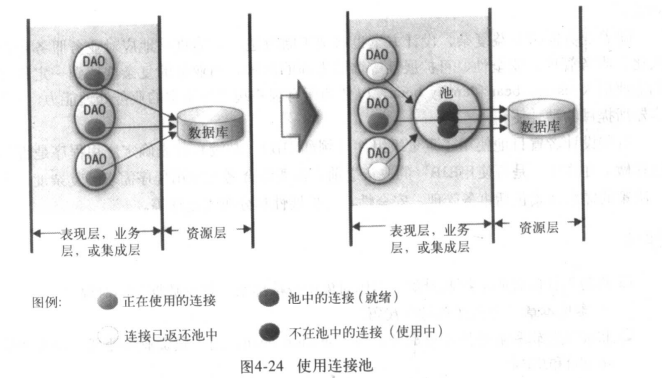 DAO
DAO
DAO
数据库
表现层、业务
层，或集成层
资源层
DAO
DAO
DAO
池
数据库
表现层、业务
层，或集成层
资源层
图例：
正在使用的连接
池中的连接（就绪）
连接已返还池中
不在池中的连接（使用中）
图4-24 使用连接池